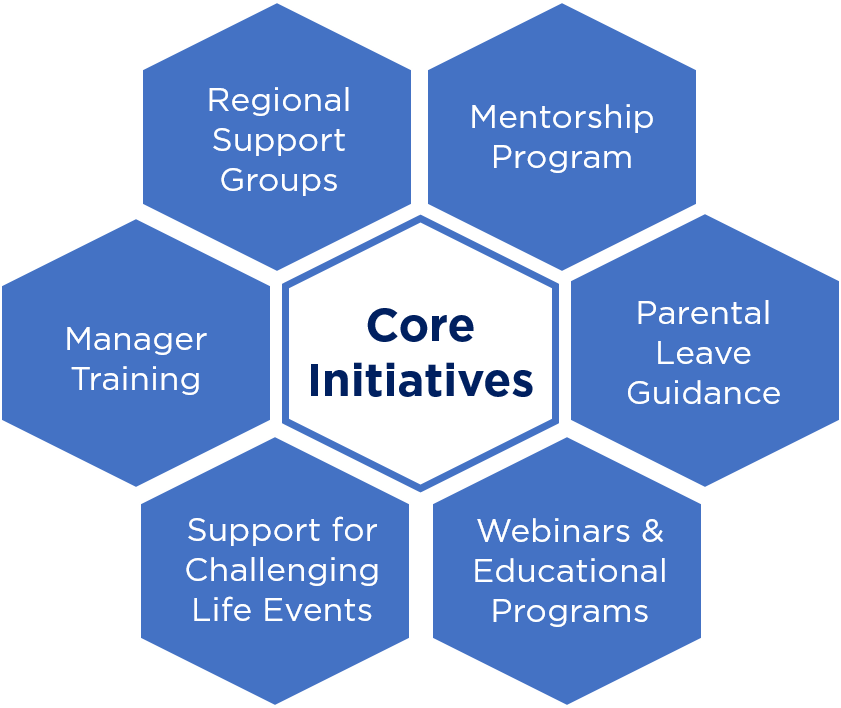 Regional
Support
Groups
Mentorship
Program
Manager
Training
Core
Initiatives
Parental
Leave
Guidance
Support for
Challenging
Life Events
Webinars &
Educational
Programs